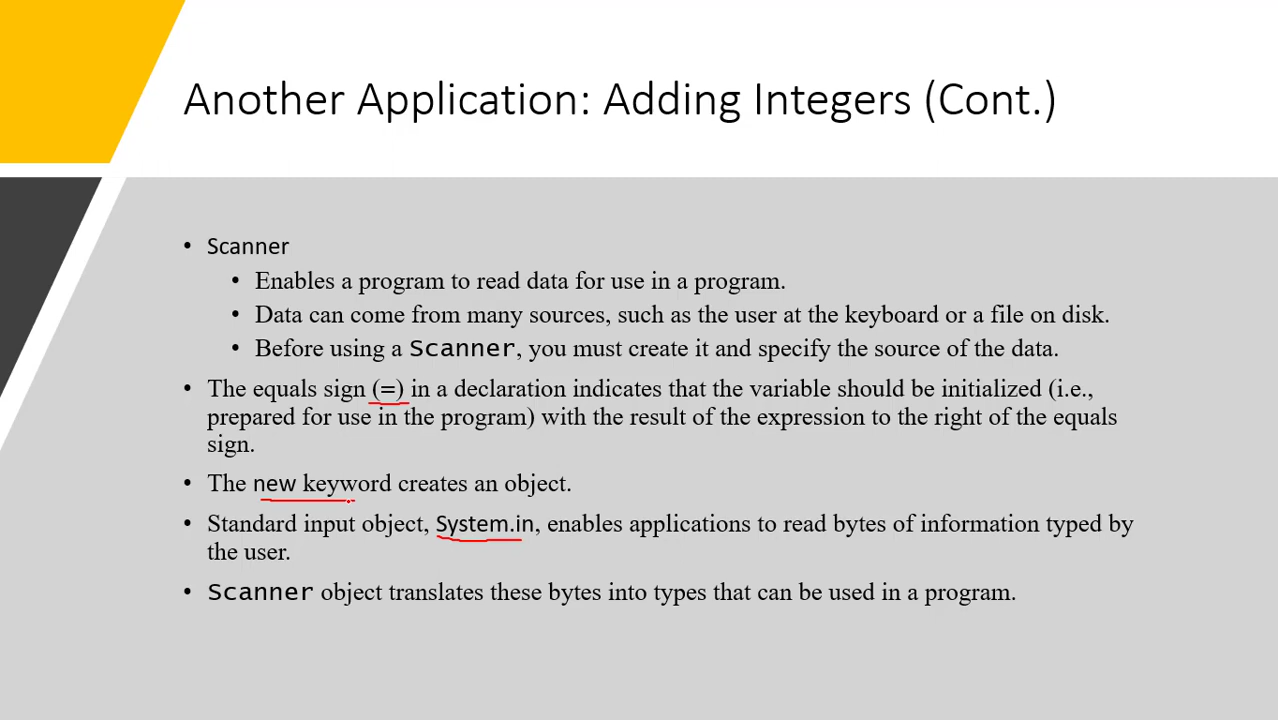 Another Application: Adding Integers (Cont.)
• Scanner
• Enables a program to read data for use in a program.
• Data can come from many sources, such as the user at the keyboard or a file on disk.
• Before using a Scanner, you must create it and specify the source of the data.
• The equals sign (=) in a declaration indicates that the variable should be initialized (i.e.,
prepared for use in the program) with the result of the expression to the right of the equals
sign.
• The new keyword creates an object.
• Standard input object, System.in, enables applications to read bytes of information typed by
the user.
• Scanner object translates these bytes into types that can be used in a program.